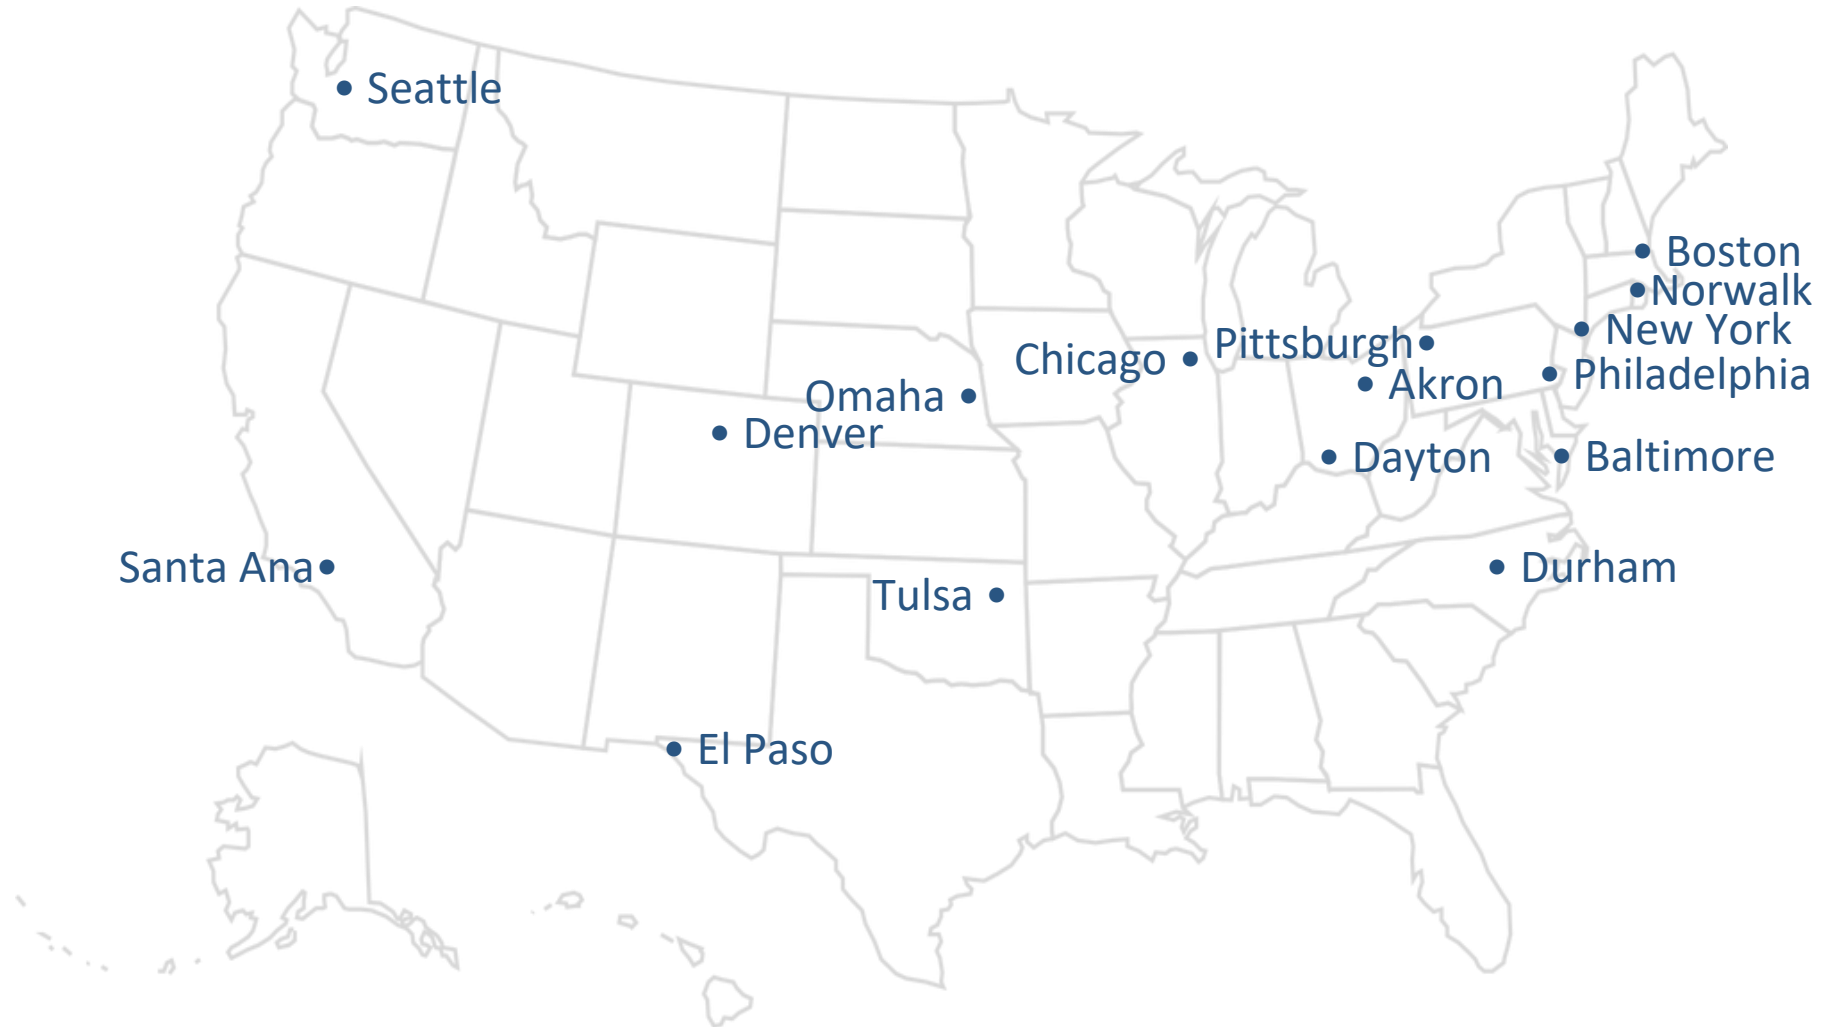 Seattle
Boston
Norwalk
New York
Pittsburgh
Chicago
Philadelphia
Akron
Omaha
Denver
Dayton
Baltimore
Santa Ana
Durham
Tulsa
El Paso